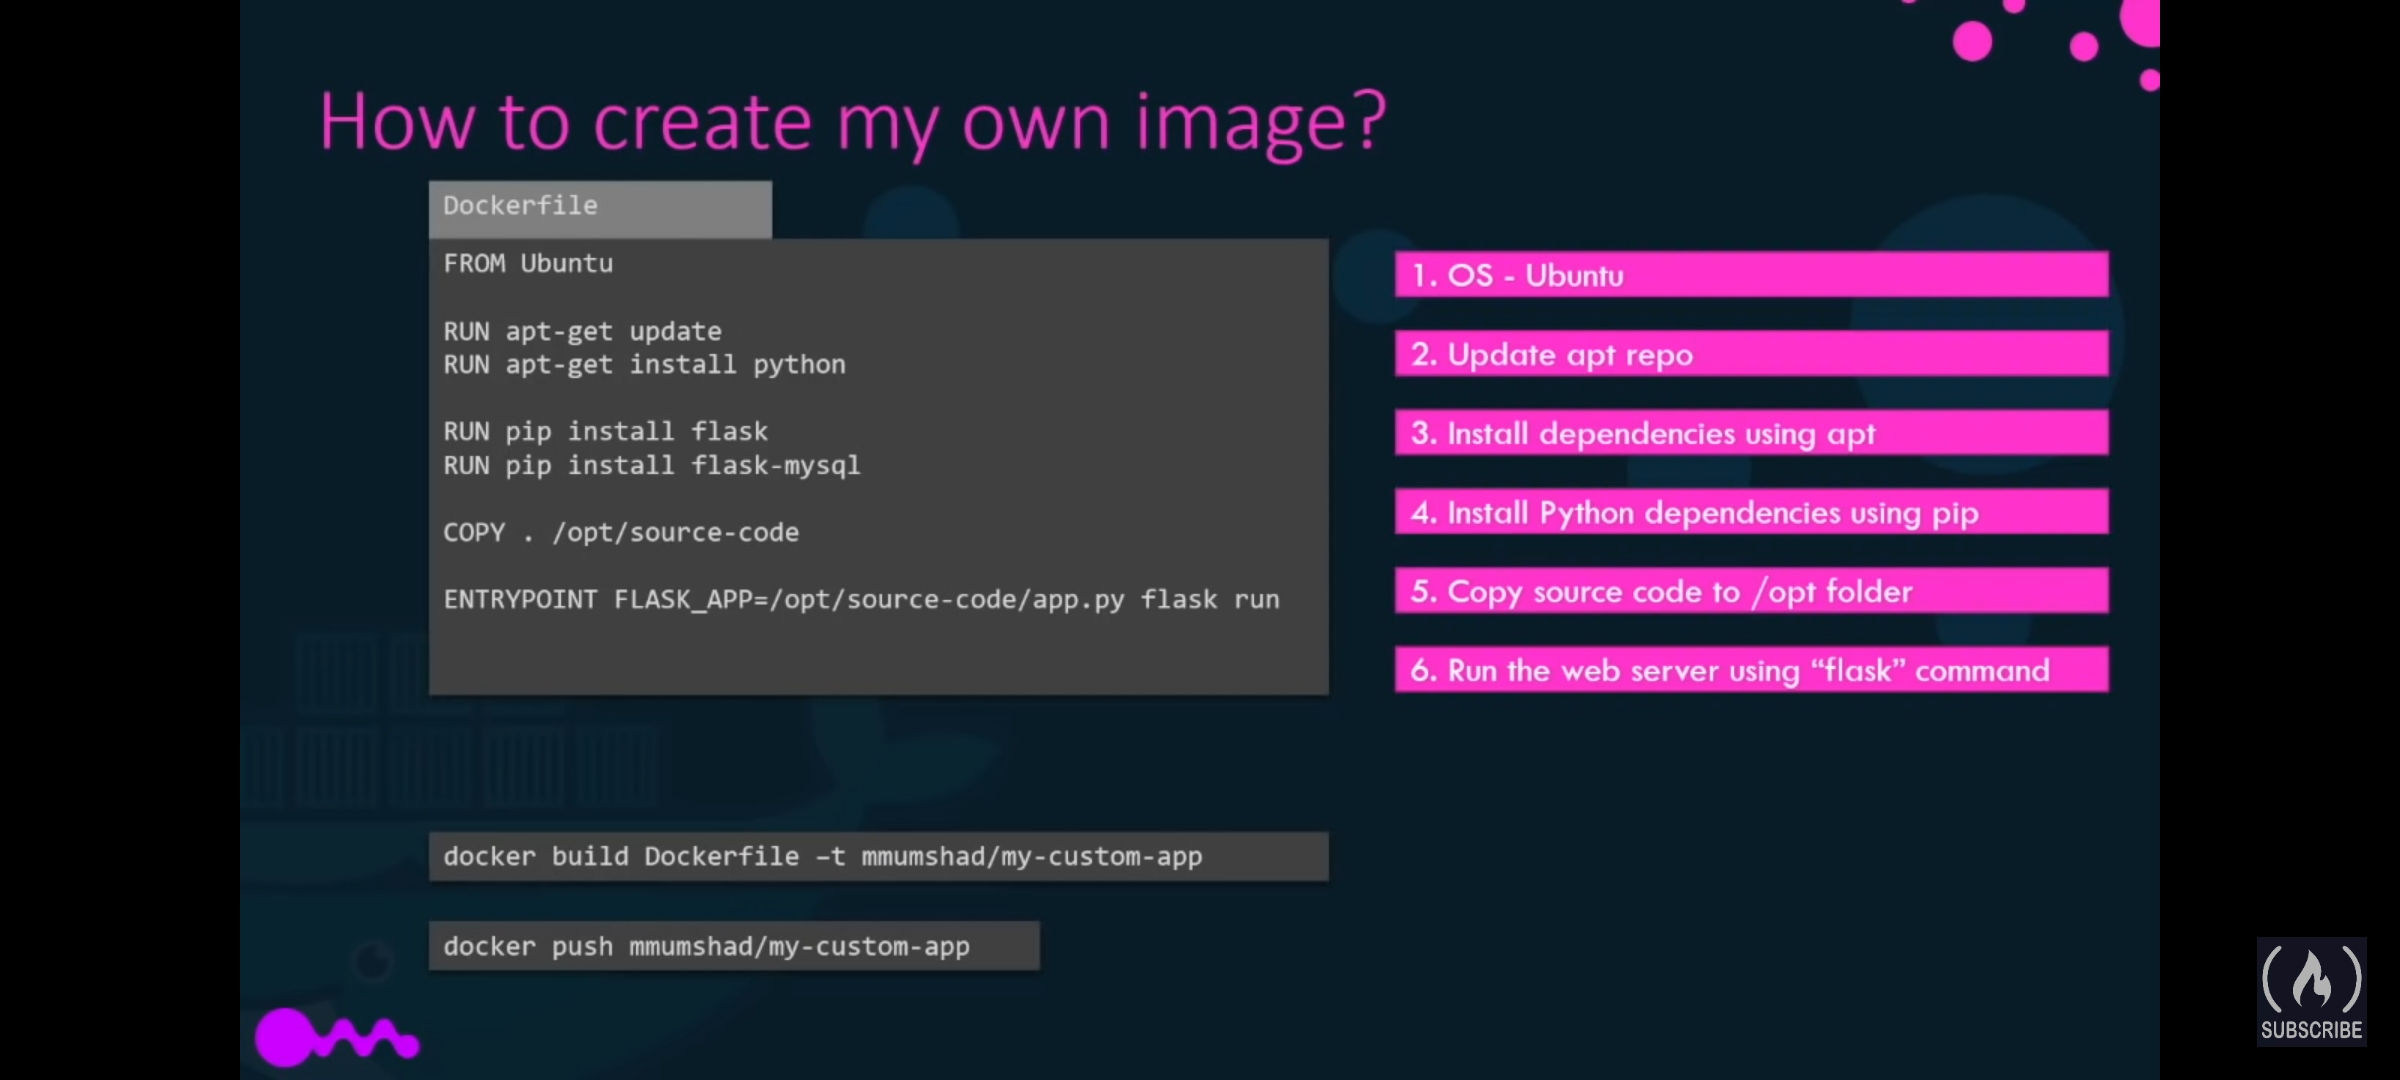 How to create my own image?
Dockerfile
FROM Ubuntu
RUN apt-get update
RUN apt-get install python
RUN pip install flask
RUN pip install flask-mysql
COPY . /opt/source-code
ENTRYPOINT FLASK_APP=/opt/source-code/app.py flask run
1. OS - Ubuntu
2. Update apt repo
3. Install dependencies using apt
4. Install Python dependencies using pip
5. Copy source code to /opt folder
6. Run the web server using “flask” command
docker build Dockerfile –t mmumshad/my-custom-app
docker push mmumshad/my-custom-app
SUBSCRIBE